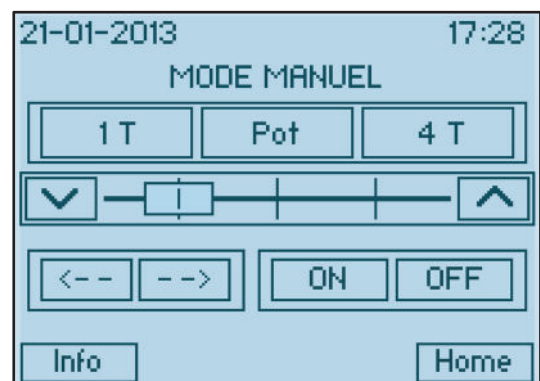 21-01-2013 17:28
MODE MANUEL
1 T Pot 4 T
<-- --> ON OFF
Info Home